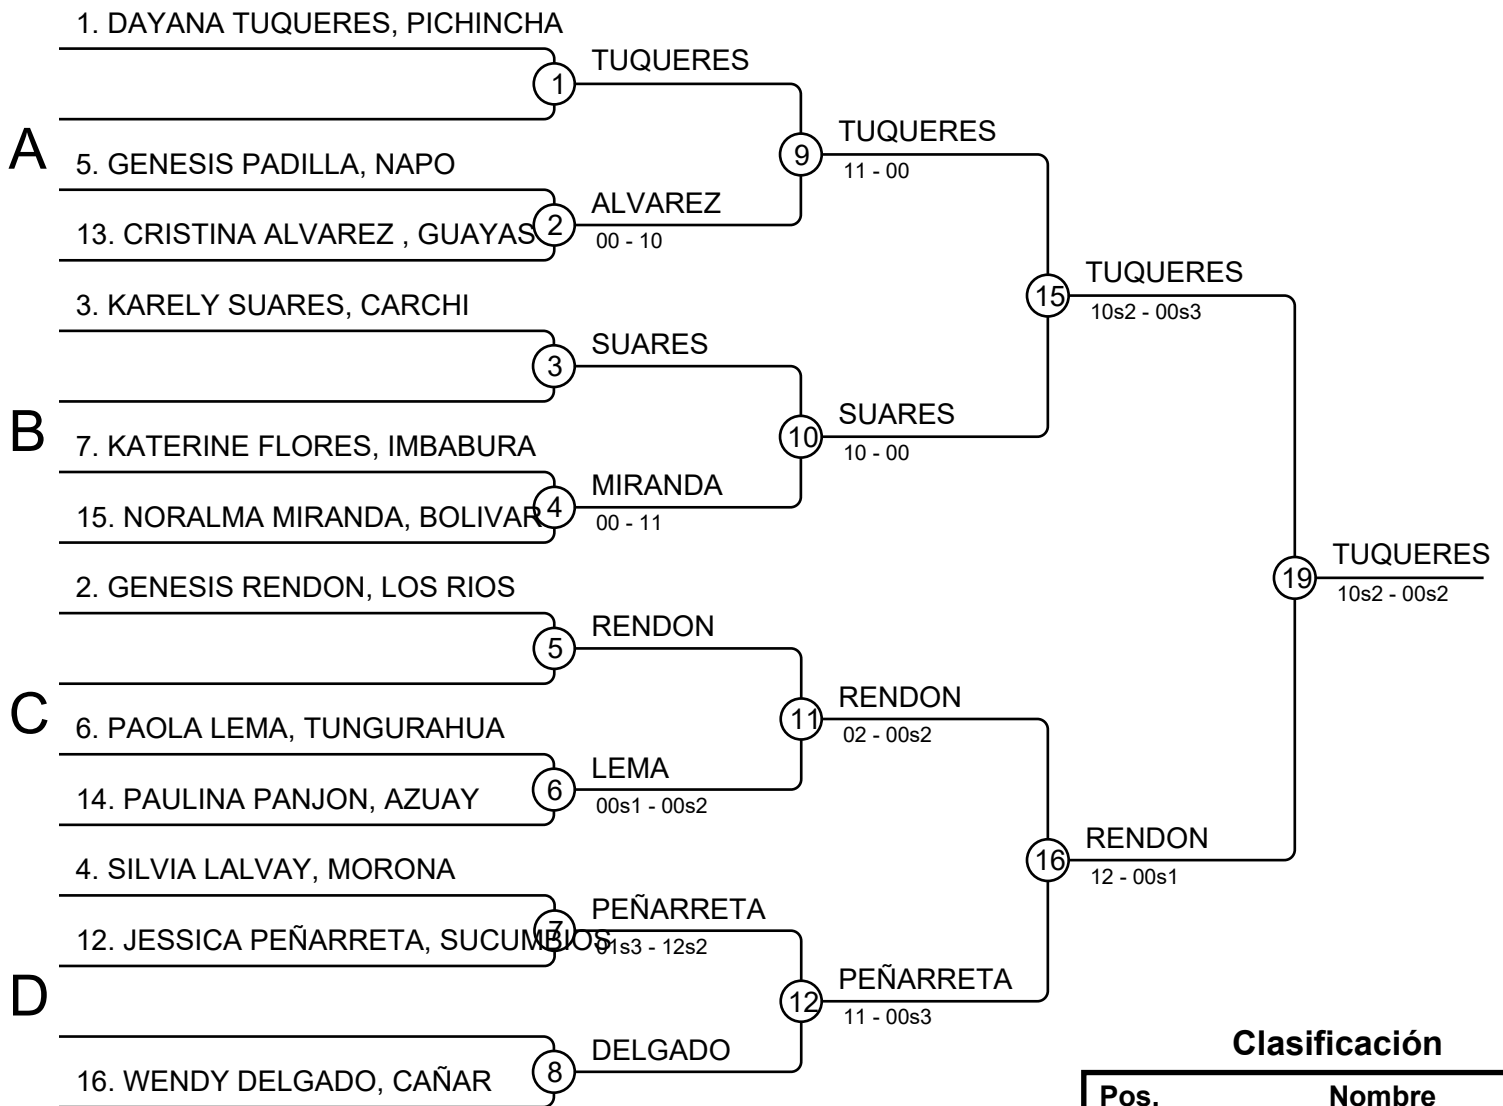 1. DAYANA TUQUERES, PICHINCHA
1
TUQUERES
A
5. GENESIS PADILLA, NAPO
13. CRISTINA ALVAREZ , GUAYAS
2
ALVAREZ
00 - 10
9
TUQUERES
11 - 00
3. KARELY SUARES, CARCHI
3
SUARES
B
7. KATERINE FLORES, IMBABURA
15. NORALMA MIRANDA, BOLIVAR
4
MIRANDA
00 - 11
10
SUARES
10 - 00
15
TUQUERES
10s2 - 00s3
2. GENESIS RENDON, LOS RIOS
5
RENDON
C
6. PAOLA LEMA, TUNGURAHUA
14. PAULINA PANJON, AZUAY
6
LEMA
00s1 - 00s2
11
RENDON
02 - 00s2
4. SILVIA LALVAY, MORONA
12. JESSICA PEÑARRETA, SUCUMBIOS
7
PEÑARRETA
01s3 - 12s2
D
16. WENDY DELGADO, CAÑAR
8
DELGADO
12
PEÑARRETA
11 - 00s3
16
RENDON
12 - 00s1
19
TUQUERES
10s2 - 00s2
Clasificación
Pos. Nombre